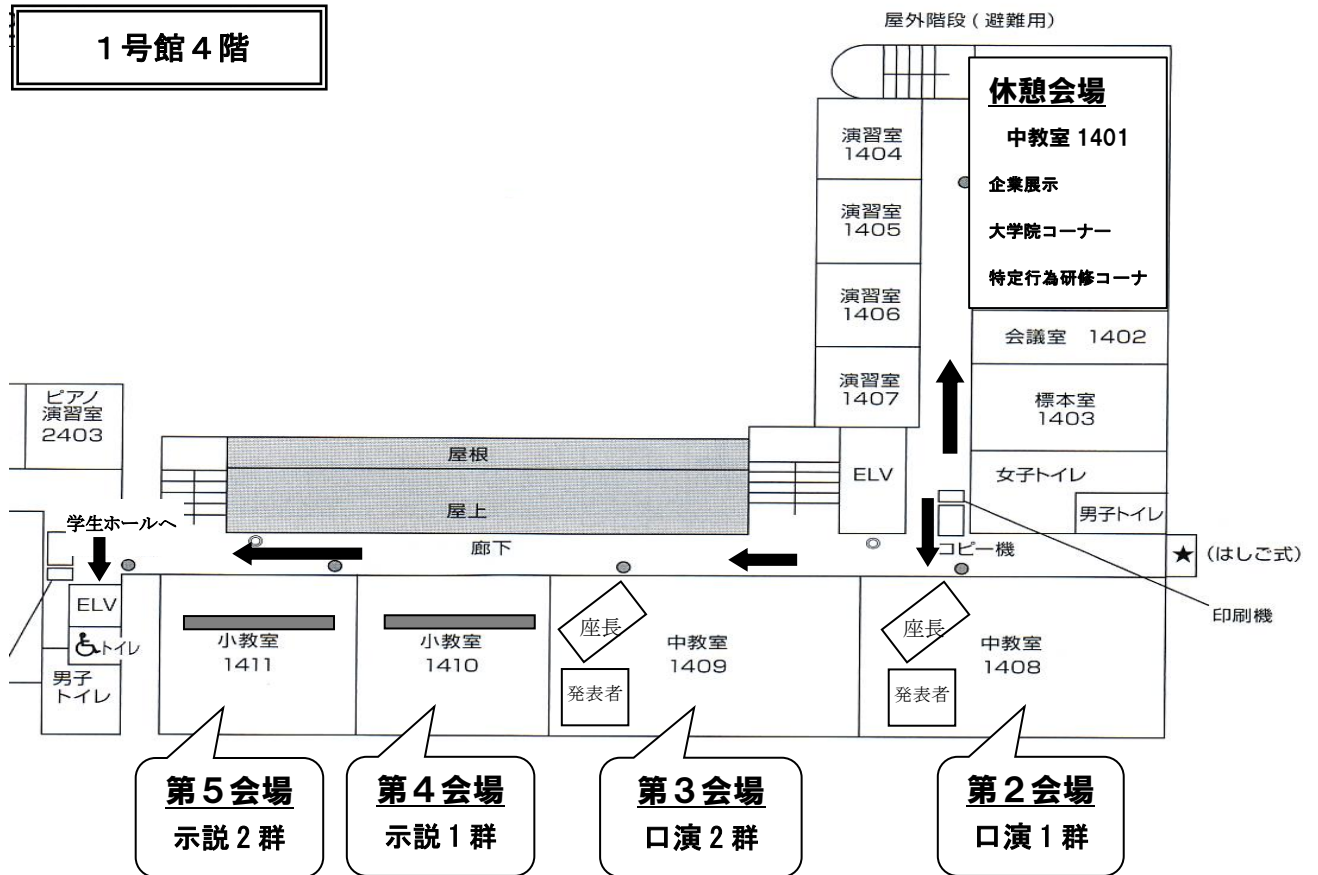 １号館４階
屋外階段 ( 避難用)
休憩会場
中教室 1401
企業展示
大学院コーナー
特定行為研修コーナ
演習室
1404
演習室
1405
演習室
1406
演習室
1407
会議室　1402
標本室
1403
女子トイレ
男子トイレ
ピアノ
演習室
2403
屋根
屋上
ELV
学生ホールへ
廊下
コピー機
★ (はしご式)
印刷機
ELV
トイレ
男子
トイレ
小教室
1411
小教室
1410
座長
中教室
1409
発表者
座長
中教室
1408
発表者
第５会場
示説２群
第４会場
示説１群
第３会場
口演２群
第２会場
口演１群